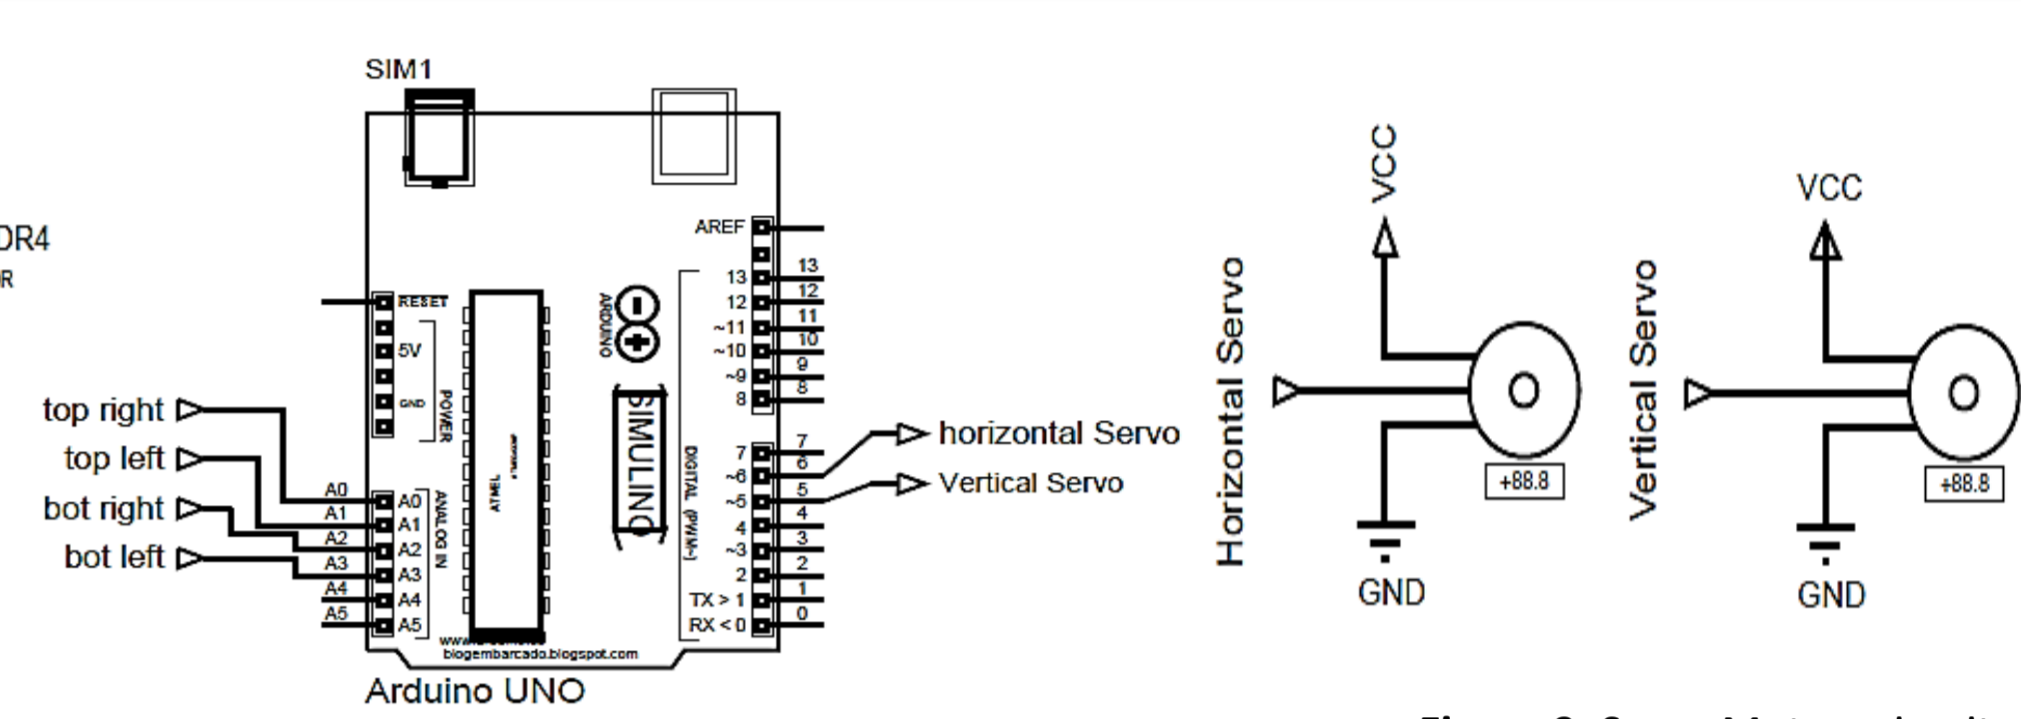 SIM1
DR4
R
AREF
13
12
~11
~10
~9
8
13
12
11
10
9
8
RESET
5V
GND
POWER
ARDUINO
SIMULINO
ATMEL
top right
top left
bot right
bot left
A0
A1
A2
A3
A4
A5
A0
A1
A2
A3
A4
A5
ANALOG IN
DIGITAL (PWM~)
7
~6
~5
4
~3
2
TX > 1
RX < 0
7
6
5
4
3
2
1
0
horizontal Servo
Vertical Servo
blogembarcado.blogspot.com
Arduino UNO
Horizontal Servo
VCC
+88.8
GND
Vertical Servo
VCC
+88.8
GND